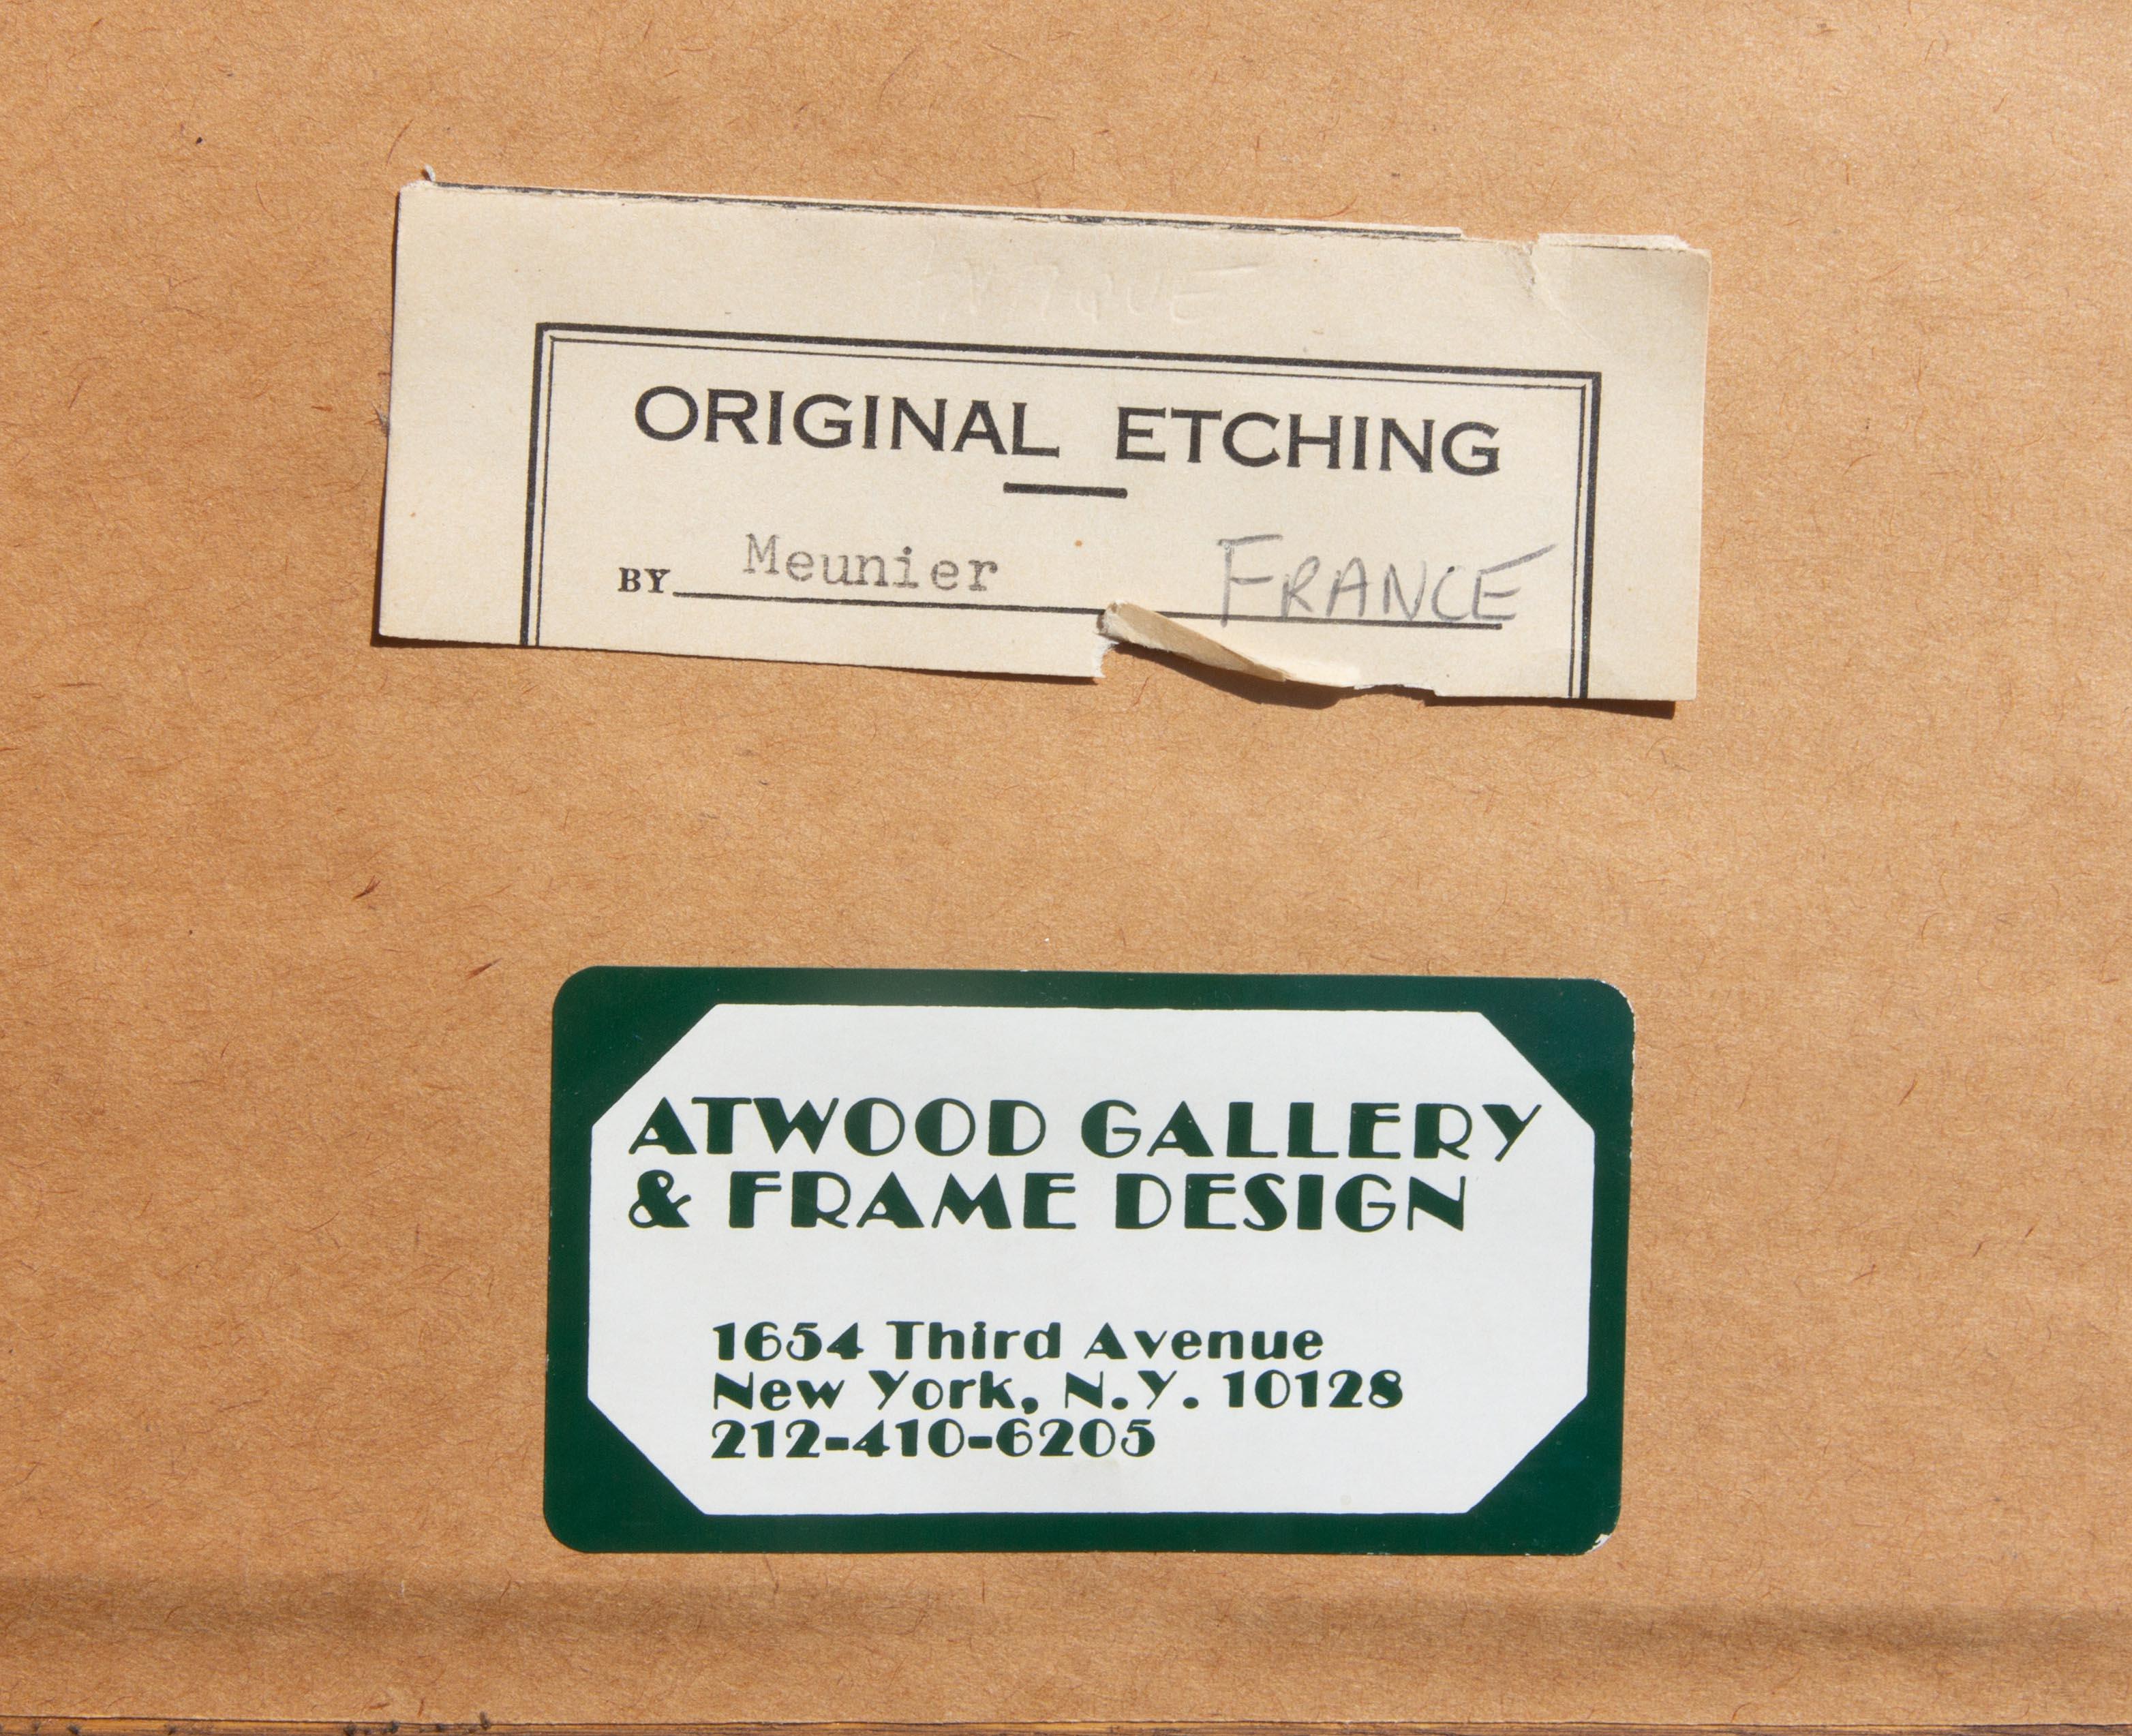 ORIGINAL ETCHING
BY Meunier FRANCE
ATWOOD GALLERY
& FRAME DESIGN
1654 Third Avenue
New York, N.Y. 10128
212-410-6205